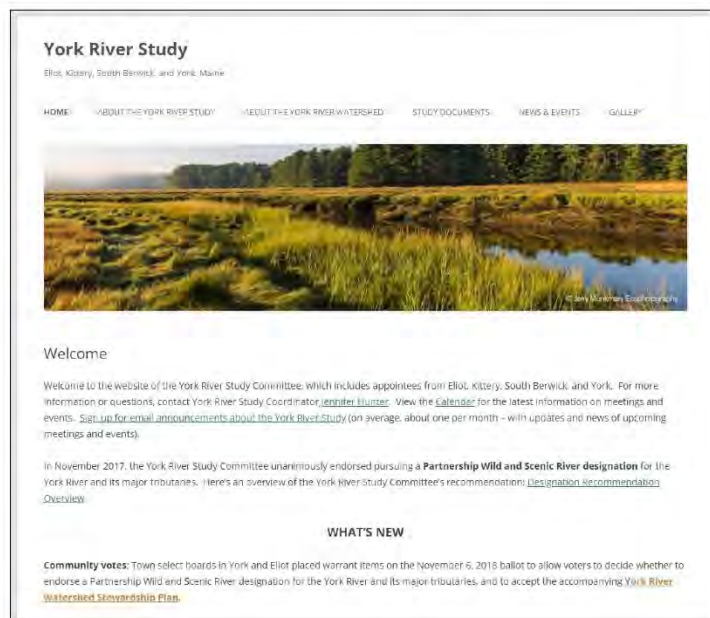 York River Study
Eliot, Kittery, South Berwick, and York, Maine
HOME ABOUT THE YORK RIVER STUDY ABOUT THE YORK RIVER WATERSHED STUDY DOCUMENTS NEWS & EVENTS GALLERY
© Jerry Monkman Ecophotography
Welcome
Welcome to the website of the York River Study Committee, which includes appointees from Eliot, Kittery, South Berwick, and York. For more
information or questions, contact York River Study Coordinator Jennifer Hunter. View the Calendar for the latest information on meetings and
events. Sign up for email announcements about the York River Study (on average, about one per month – with updates and news of upcoming
meetings and events).
In November 2017, the York River Study Committee unanimously endorsed pursuing a Partnership Wild and Scenic River designation for the
York River and its major tributaries. Here's an overview of the York River Study Committee's recommendation: Designation Recommendation
Overview.
WHAT'S NEW
Community votes: Town select boards in York and Eliot placed warrant items on the November 6, 2018 ballot to allow voters to decide whether to
endorse a Partnership Wild and Scenic River designation for the York River and its major tributaries, and to accept the accompanying York River
Watershed Stewardship Plan.